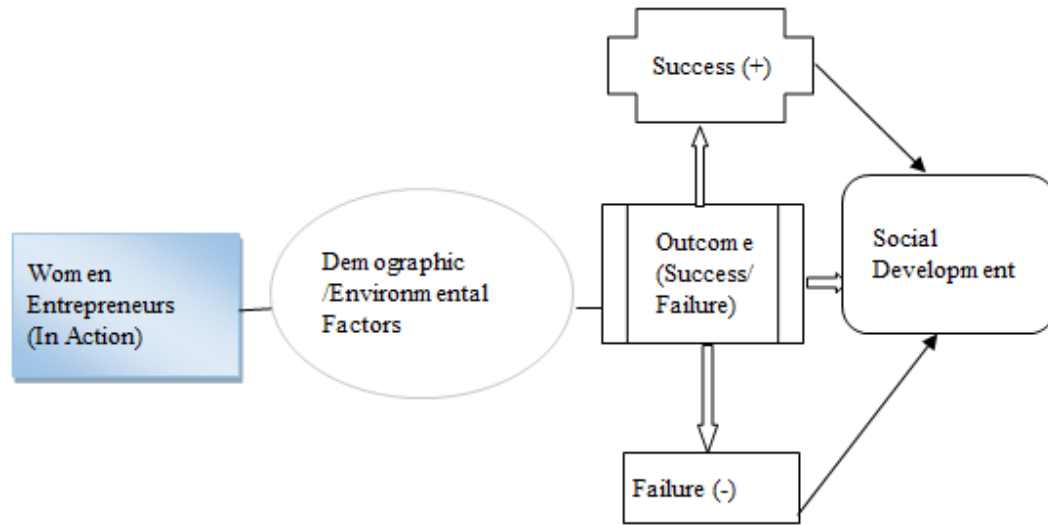 Success (+)
Women
Entrepreneurs
(In Action)
Demographic
/Environmental
Factors
Outcome
(Success/
Failure)
Social
Development
Failure (-)